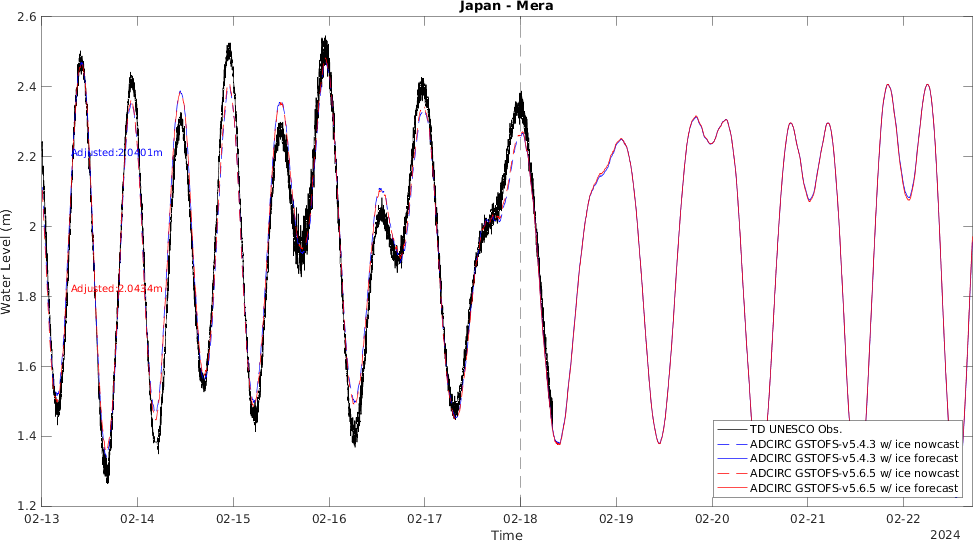 Japan - Mera
2.6
2.4
2.2
2
1.8
1.6
1.4
1.2
Water Level (m)
Adjusted:2.0401m
Adjusted:2.0434m
TD UNESCO Obs.
ADCIRC GSTOFS-v5.4.3 w/ ice nowcast
ADCIRC GSTOFS-v5.4.3 w/ ice forecast
ADCIRC GSTOFS-v5.6.5 w/ ice nowcast
ADCIRC GSTOFS-v5.6.5 w/ ice forecast
02-13 02-14 02-15 02-16 02-17 02-18 02-19 02-20 02-21 02-22
Time
2024